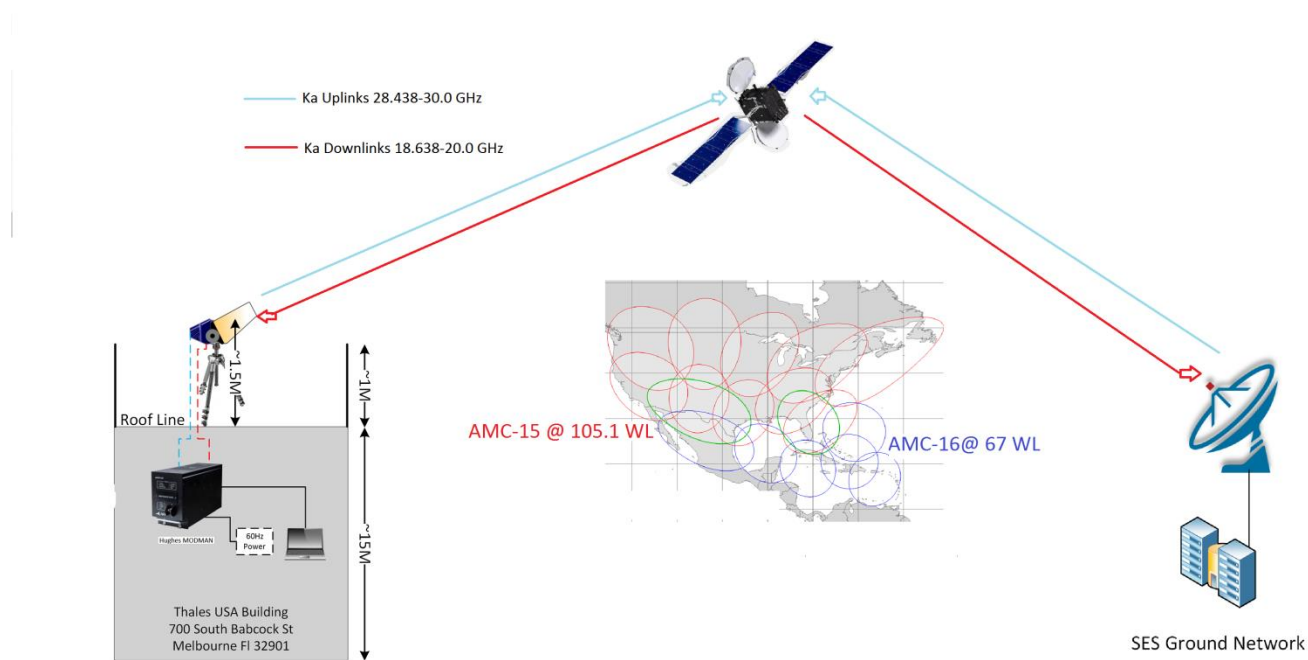 Ka Uplinks 28.438-30.0 GHz
Ka Downlinks 18.638-20.0 GHz
~1.5M
~1M
Roof Line
AMC-15 @ 105.1 WL
AMC-16@ 67 WL
Hughes MODMAN
60Hz
Power
~15M
Thales USA Building
700 South Babcock St
Melbourne Fl 32901
SES Ground Network